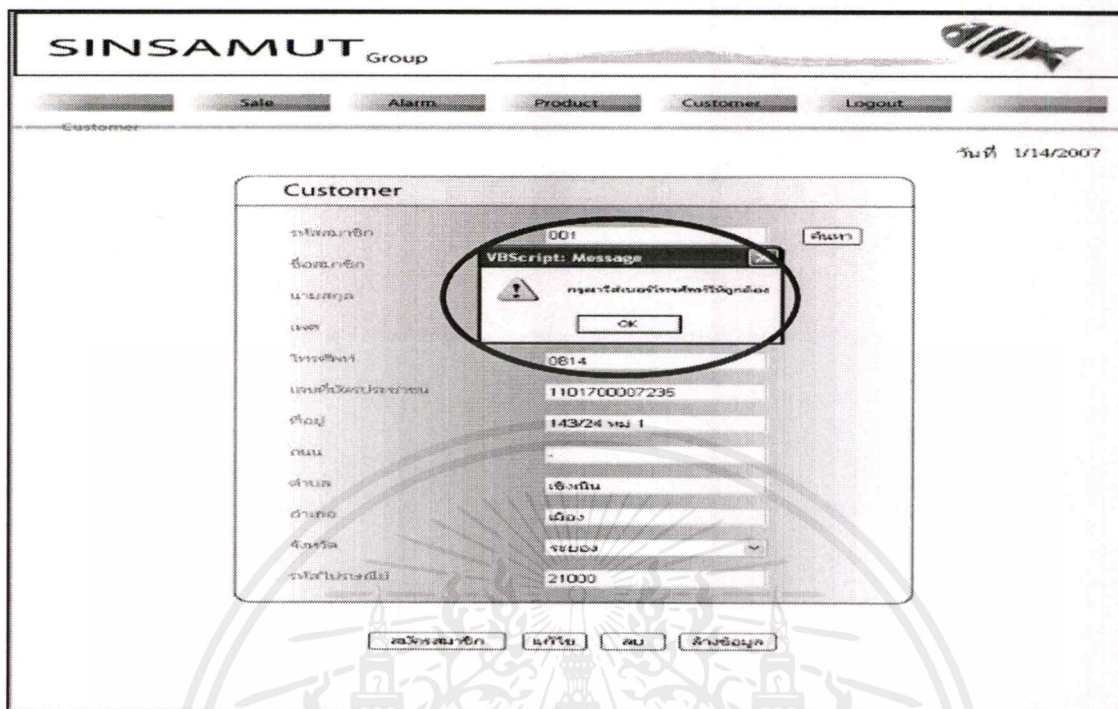 SINSAMUT Group
Sale Alarm Product Customer Logout
Customer
วันที่ 1/14/2007
Customer
รหัสสมาชิก 001 ค้นหา
ชื่อสมาชิก VBScript: Message
นามสกุล กรุณาใส่เบอร์โทรศัพท์ให้ถูกต้อง
เพศ OK
โทรศัพท์ 0814
เลขที่บัตรประชาชน 1101700007235
ที่อยู่ 143/24 หมู่ 1
ถนน -
ตำบล เชิงเนิน
อำเภอ เมือง
จังหวัด ระยอง
รหัสไปรษณีย์ 21000
สมัครสมาชิก แก้ไข ลบ ล้างข้อมูล